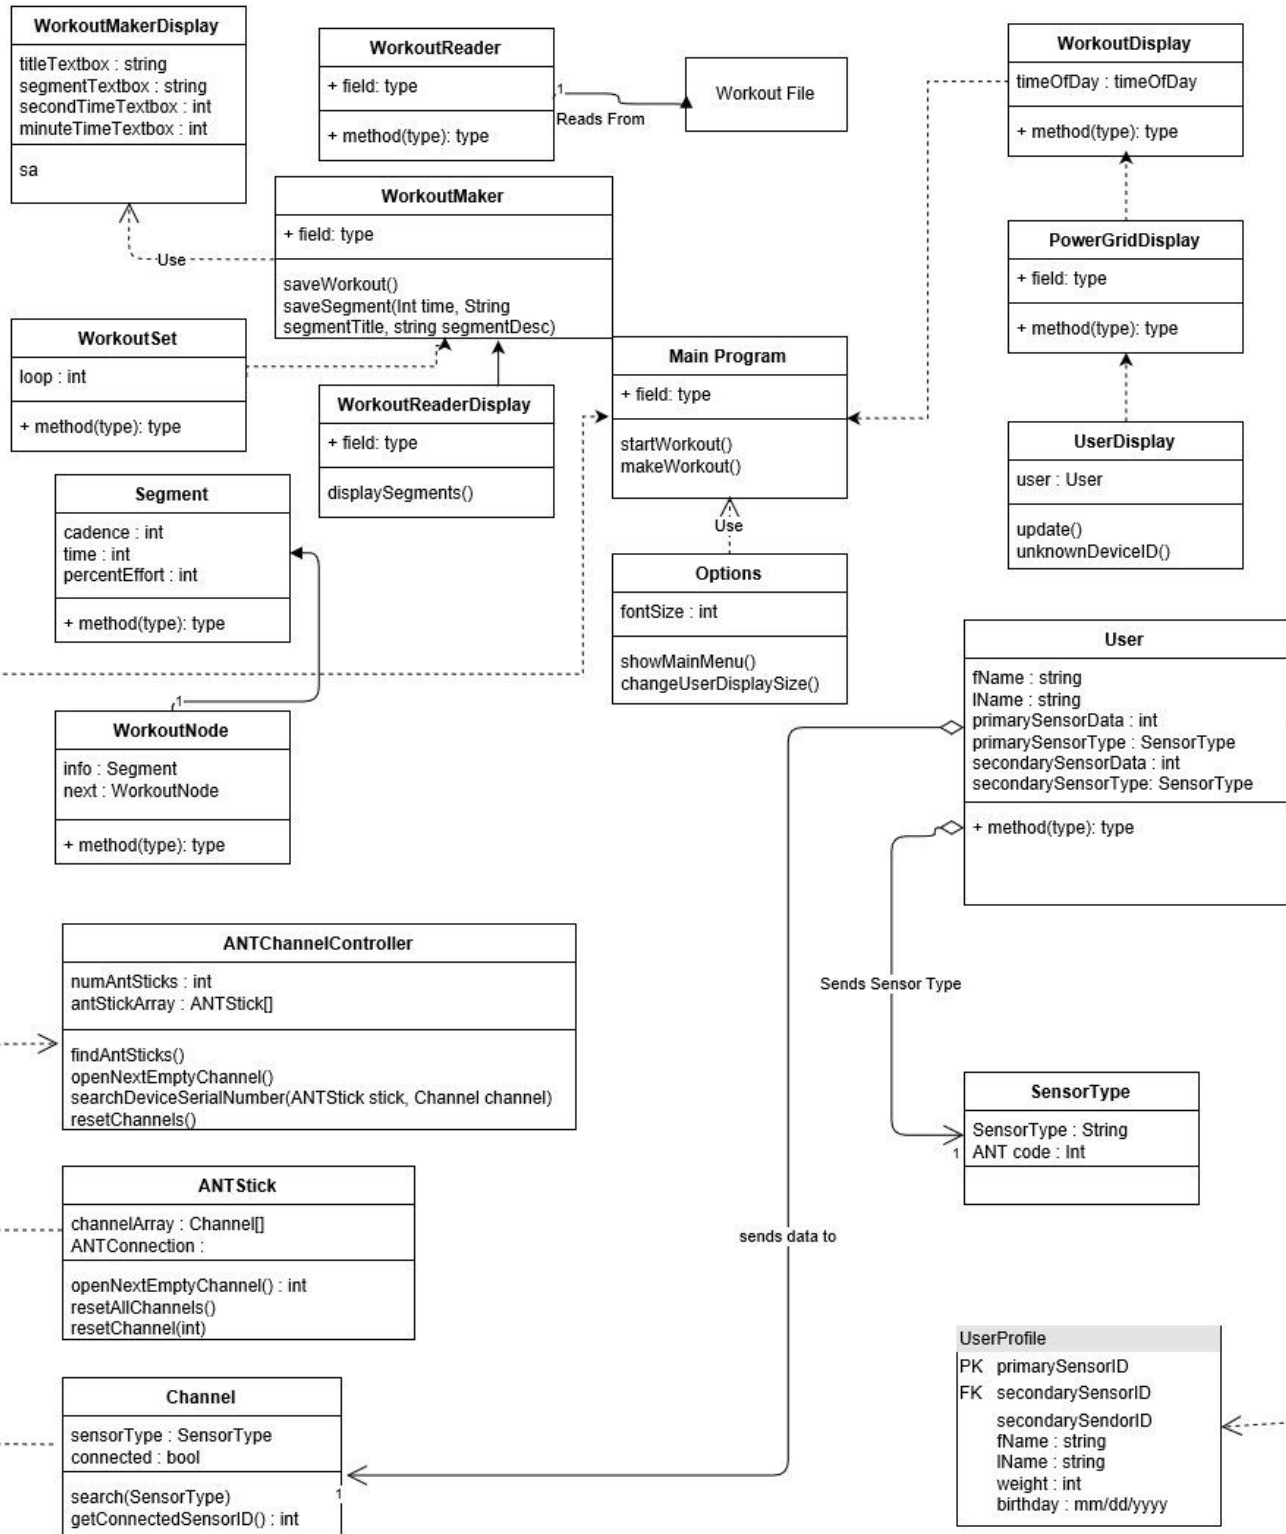 WorkoutMakerDisplay
titleTextbox : string
segmentTextbox : string
secondTimeTextbox : int
minuteTimeTextbox : int
sa
WorkoutReader
+ field: type
+ method(type): type
1
Reads From
Workout File
WorkoutDisplay
timeOfDay : timeOfDay
+ method(type): type
WorkoutMaker
+ field: type
saveWorkout()
saveSegment(Int time, String
segmentTitle, string segmentDesc)
Use
PowerGridDisplay
+ field: type
+ method(type): type
WorkoutSet
loop : int
+ method(type): type
WorkoutReaderDisplay
+ field: type
displaySegments()
Main Program
+ field: type
startWorkout()
makeWorkout()
Use
UserDisplay
user : User
update()
unknownDeviceID()
Segment
cadence : int
time : int
percentEffort : int
+ method(type): type
Options
fontSize : int
showMainMenu()
changeUserDisplaySize()
User
fName : string
lName : string
primarySensorData : int
primarySensorType : SensorType
secondarySensorData : int
secondarySensorType: SensorType
+ method(type): type
1
WorkoutNode
info : Segment
next : WorkoutNode
+ method(type): type
ANTChannelController
numAntSticks : int
antStickArray : ANTStick[]
findAntSticks()
openNextEmptyChannel()
searchDeviceSerialNumber(ANTStick stick, Channel channel)
resetChannels()
Sends Sensor Type
SensorType
SensorType : String
ANT code : Int
1
ANTStick
channelArray : Channel[]
ANTConnection :
openNextEmptyChannel() : int
resetAllChannels()
resetChannel(int)
sends data to
UserProfile
PK primarySensorID
FK secondarySensorID
secondarySendorID
fName : string
lName : string
weight : int
birthday : mm/dd/yyyy
Channel
sensorType : SensorType
connected : bool
search(SensorType)
getConnectedSensorID() : int
1